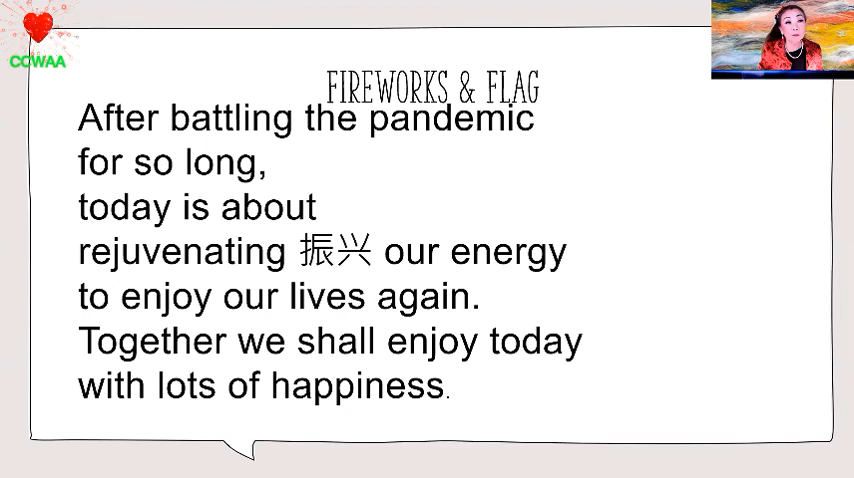 CCWAA
FIREWORKS & FLAG
After battling the pandemic
for so long,
today is about
rejuvenating 振兴 our energy
to enjoy our lives again.
Together we shall enjoy today
with lots of happiness.